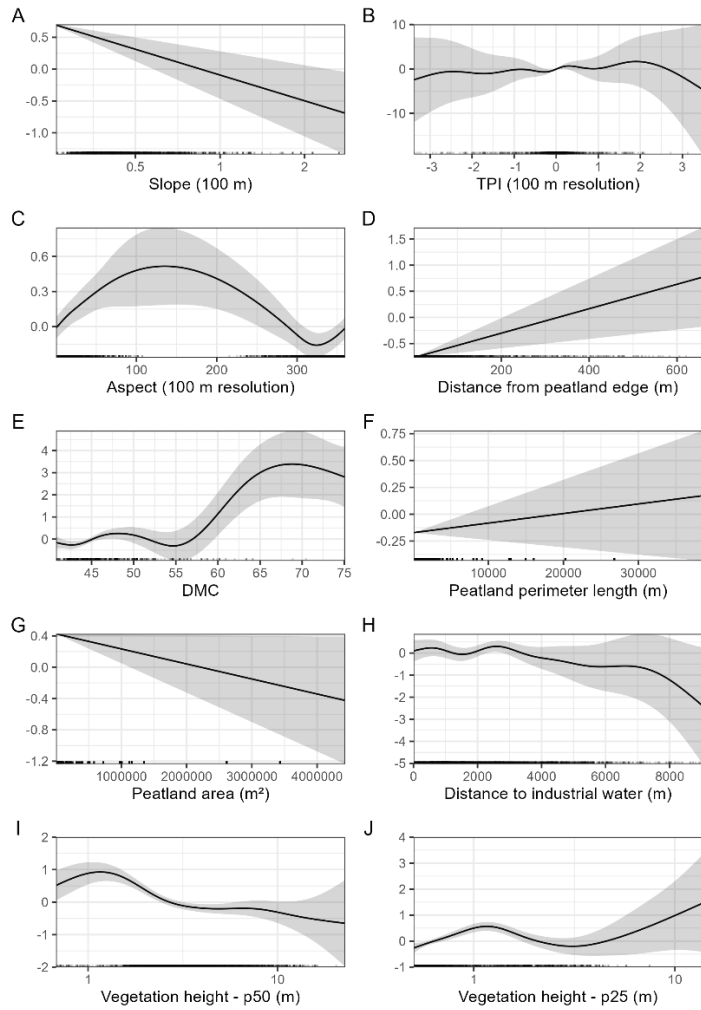 A B
0.5
0.0
-0.5
-1.0
0.5 1 2
Slope (100 m)
10
0
-10
-3 -2 -1 0 1 2 3
TPI (100 m resolution)
C D
0.6
0.3
0.0
100 200 300
Aspect (100 m resolution)
1.5
1.0
0.5
0.0
-0.5
0 200 400 600
Distance from peatland edge (m)
E F
4
3
2
1
0
45 50 55 60 65 70 75
DMC
0.75
0.50
0.25
0.00
-0.25
10000 20000 30000
Peatland perimeter length (m)
G H
0.4
0.0
-0.4
-0.8
-1.2
1000000 2000000 3000000 4000000
Peatland area (m²)
0
-1
-2
-3
-4
-5
0 2000 4000 6000 8000
Distance to industrial water (m)
I J
2
1
0
-1
-2
1 10
Vegetation height - p50 (m)
4
3
2
1
0
-1
1 10
Vegetation height - p25 (m)